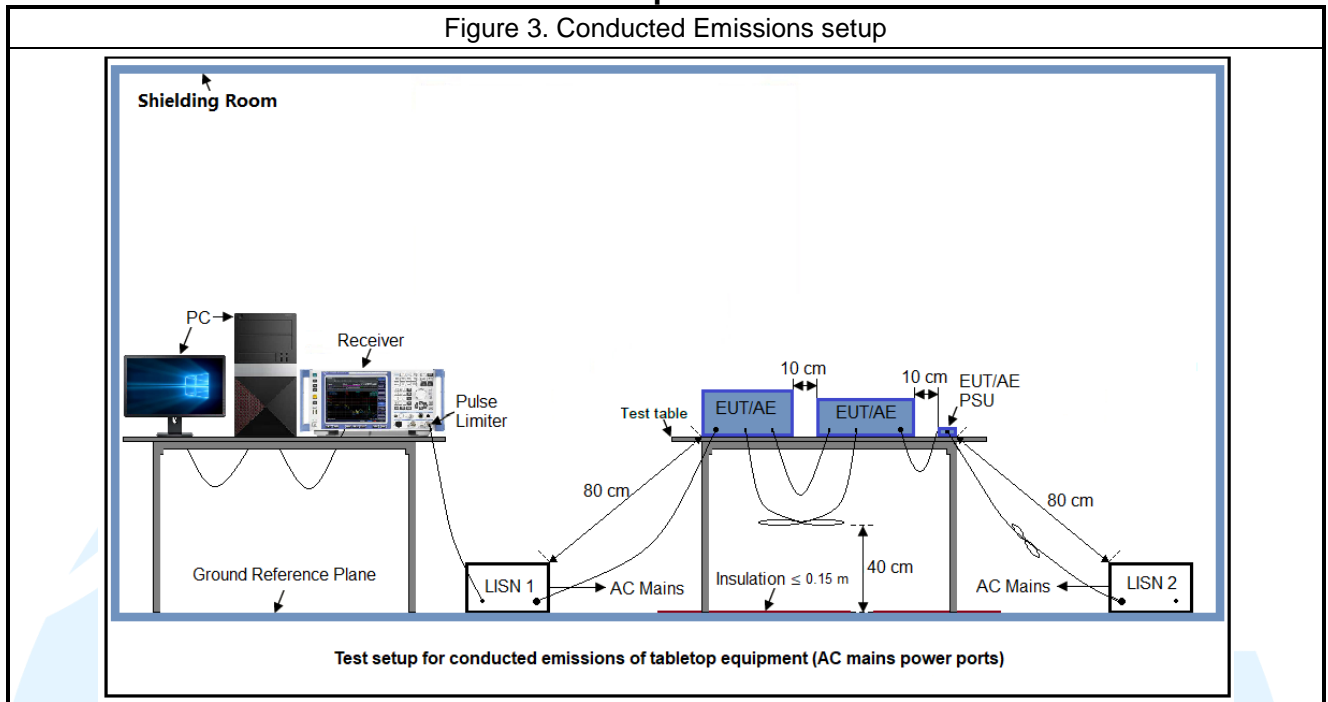 Figure 3. Conducted Emissions setup
Shielding Room
PC
Receiver
Pulse
Limiter
10 cm
10 cm
EUT/AE
PSU
Test table
EUT/AE
EUT/AE
80 cm
80 cm
Ground Reference Plane
LISN 1
AC Mains
Insulation ≤ 0.15 m
40 cm
AC Mains
LISN 2
Test setup for conducted emissions of tabletop equipment (AC mains power ports)